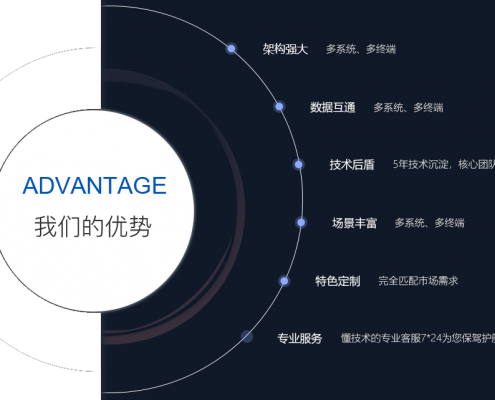 架构强大 多系统、多终端
数据互通 多系统、多终端
ADVANTAGE
技术后盾 5年技术沉淀，核心团队
我们的优势
场景丰富 多系统、多终端
特色定制 完全匹配市场需求
专业服务 懂技术的专业客服7*24为您保驾护航